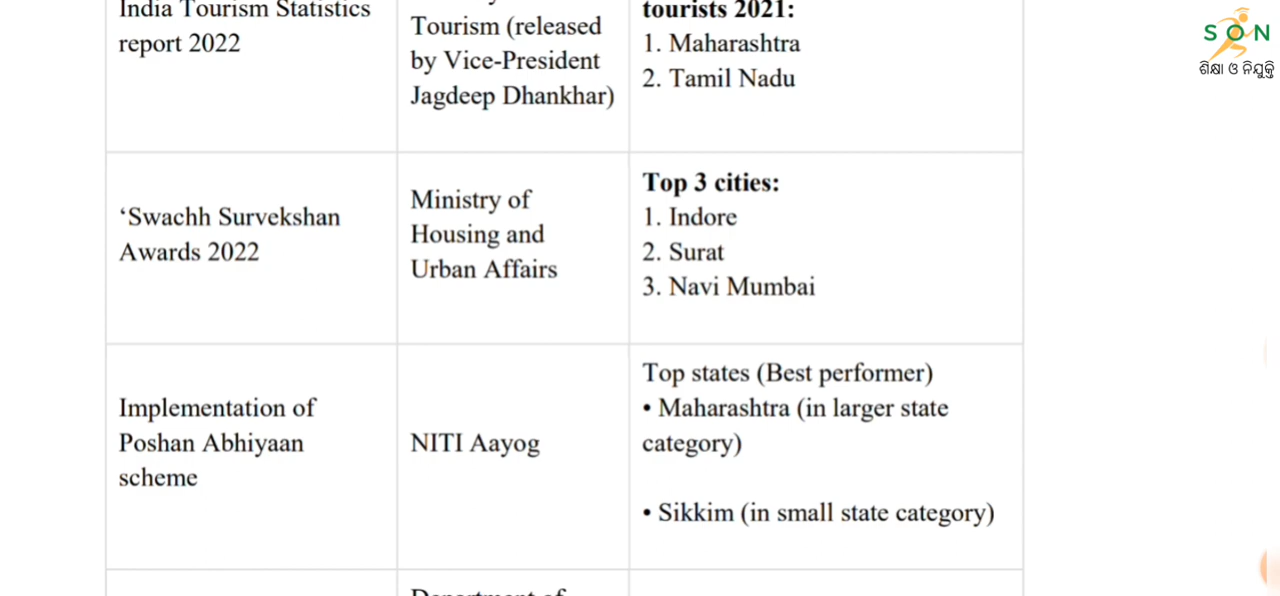 India Tourism Statistics
report 2022
Tourism (released
by Vice-President
Jagdeep Dhankhar)
tourists 2021:
1. Maharashtra
2. Tamil Nadu
‘Swachh Survekshan
Awards 2022
Ministry of
Housing and
Urban Affairs
Top 3 cities:
1. Indore
2. Surat
3. Navi Mumbai
Implementation of
Poshan Abhiyaan
scheme
NITI Aayog
Top states (Best performer)
• Maharashtra (in larger state
category)
• Sikkim (in small state category)
SON
ଶିକ୍ଷା ଓ ନିଯୁକ୍ତି